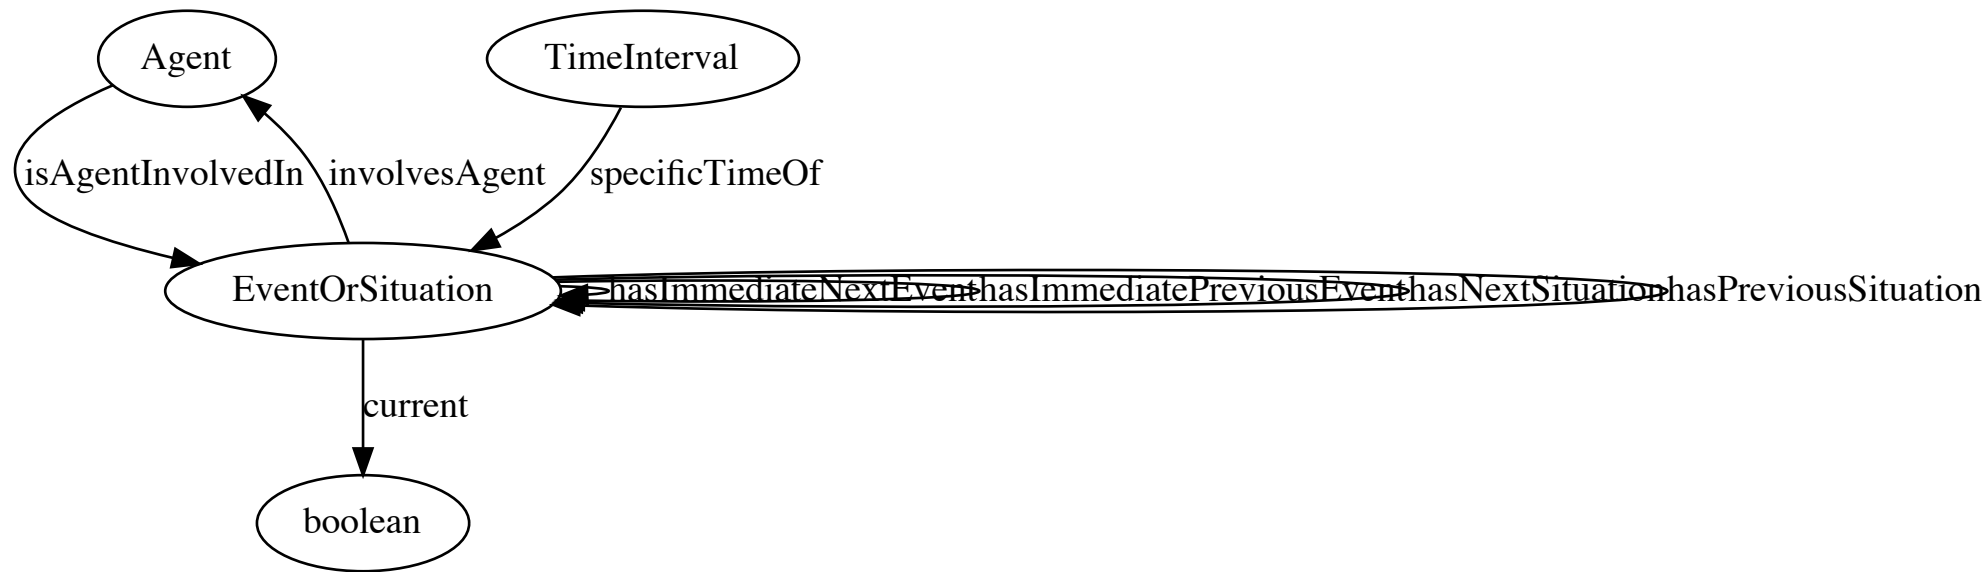 Agent
TimeInterval
isAgentInvolvedIn
involvesAgent
specificTimeOf
EventOrSituation
hasImmediateNextEvent
hasImmediatePreviousEvent
hasNextSituation
hasPreviousSituation
current
boolean